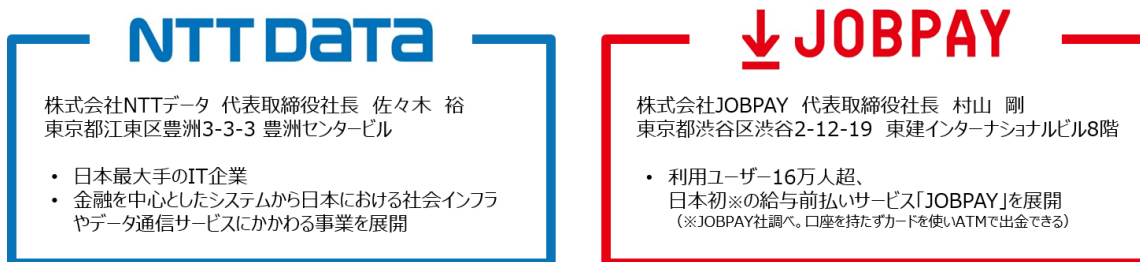 NTT DATA
株式会社NTTデータ 代表取締役社長 佐々木 裕
東京都江東区豊洲3-3-3 豊洲センタービル
• 日本最大手のIT企業
• 金融を中心としたシステムから日本における社会インフラ
やデータ通信サービスにかかわる事業を展開
JOBPAY
株式会社JOBPAY 代表取締役社長 村山 剛
東京都渋谷区渋谷2-12-19 東建インターナショナルビル8階
• 利用ユーザー16万人超、
日本初※の給与前払いサービス「JOBPAY」を展開
（※JOBPAY社調べ。口座を持たずカードを使いATMで出金できる）